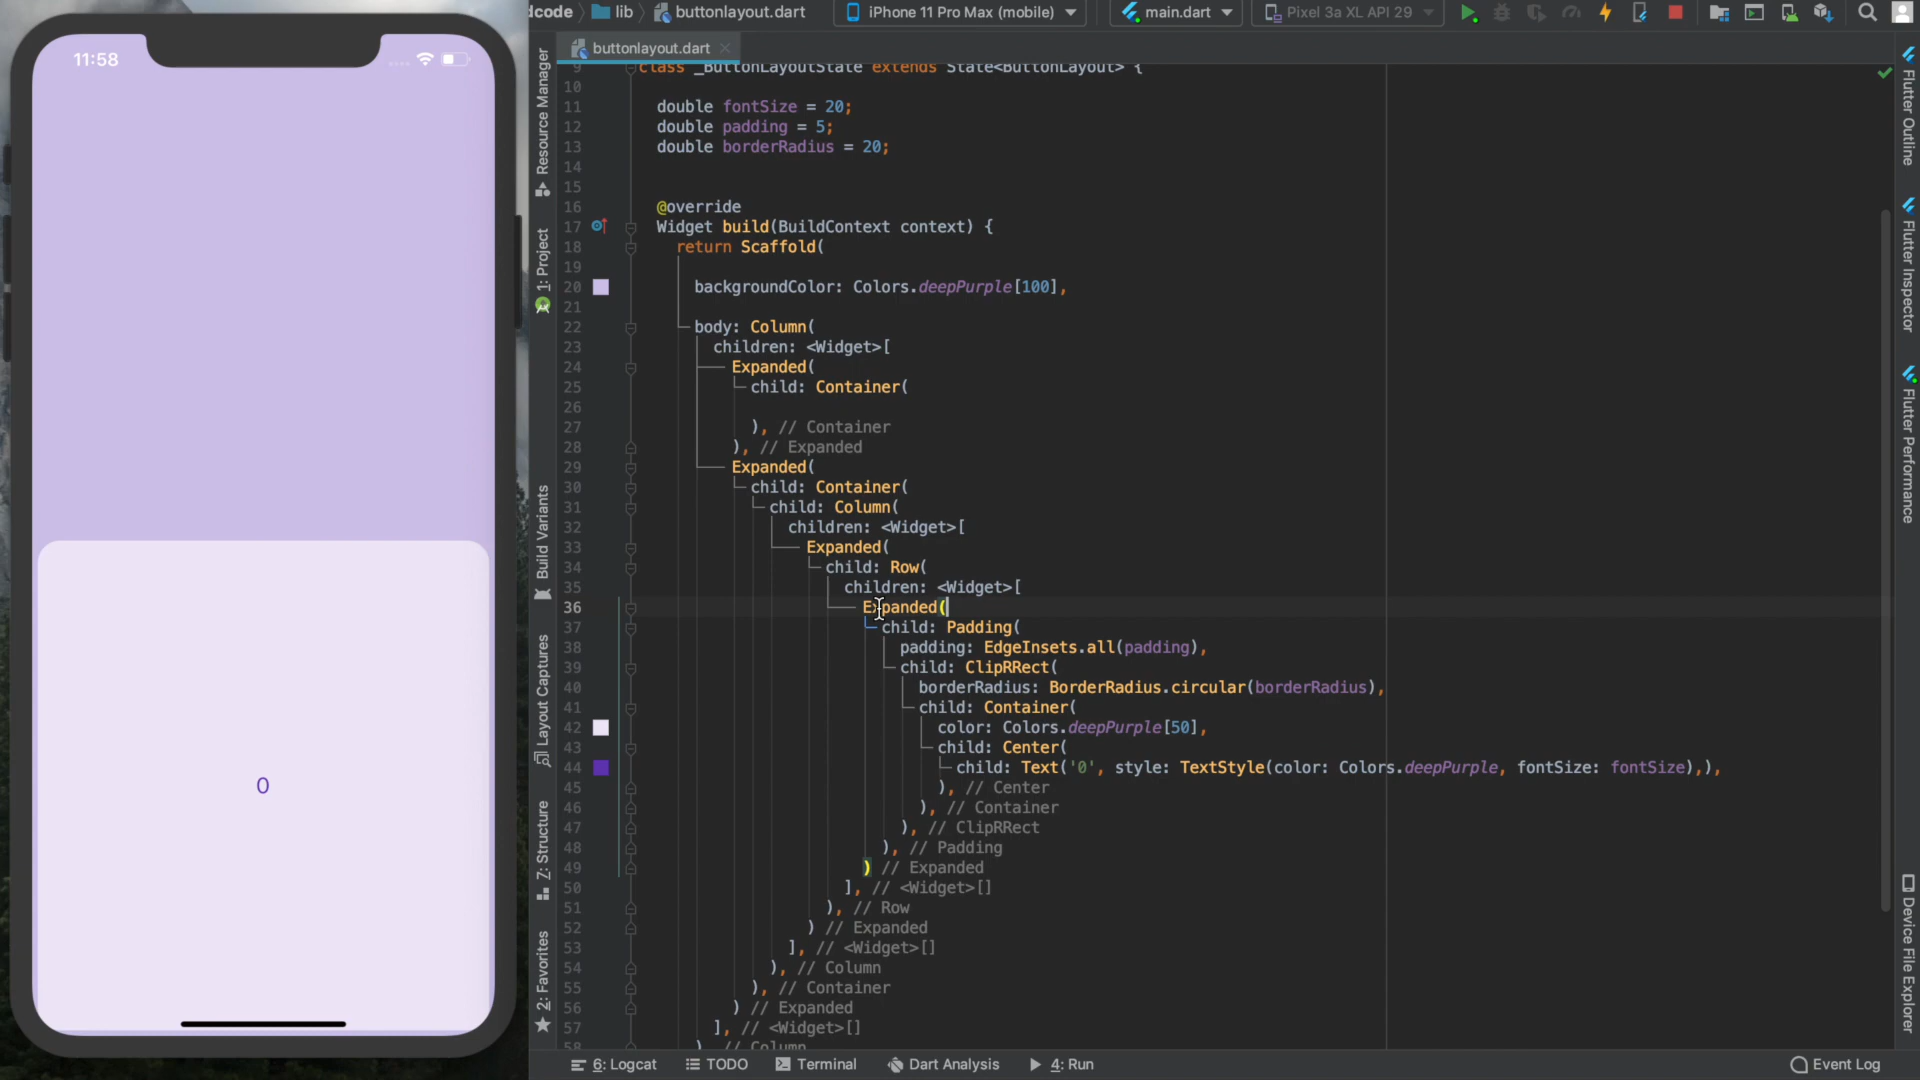 11:58
dcode
lib
buttonlayout.dart
iPhone 11 Pro Max (mobile)
main.dart
Pixel 3a XL API 29
buttonlayout.dart
Resource Manager
1: Project
Build Variants
Layout Captures
Z: Structure
2: Favorites
9 class _ButtonLayoutState extends State<ButtonLayout> {
10
11 double fontSize = 20;
12 double padding = 5;
13 double borderRadius = 20;
14
15
16 @override
17 Widget build(BuildContext context) {
18 return Scaffold(
19
20 backgroundColor: Colors.deepPurple[100],
21
22 body: Column(
23 children: <Widget>[
24 Expanded(
25 child: Container(
26
27 ), // Container
28 ), // Expanded
29 Expanded(
30 child: Container(
31 child: Column(
32 children: <Widget>[
33 Expanded(
34 child: Row(
35 children: <Widget>[
36 Expanded(
37 child: Padding(
38 padding: EdgeInsets.all(padding),
39 child: ClipRRect(
40 borderRadius: BorderRadius.circular(borderRadius),
41 child: Container(
42 color: Colors.deepPurple[50],
43 child: Center(
44 child: Text('0', style: TextStyle(color: Colors.deepPurple, fontSize: fontSize),),
45 ), // Center
46 ), // Container
47 ), // ClipRRect
48 ), // Padding
49 ) // Expanded
50 ], // <Widget>[]
51 ), // Row
52 ) // Expanded
53 ], // <Widget>[]
54 ), // Column
55 ), // Container
56 ) // Expanded
57 ], // <Widget>[]
58 ) // Column
0
Flutter Outline
Flutter Inspector
Flutter Performance
Device File Explorer
6: Logcat
TODO
Terminal
Dart Analysis
4: Run
Event Log